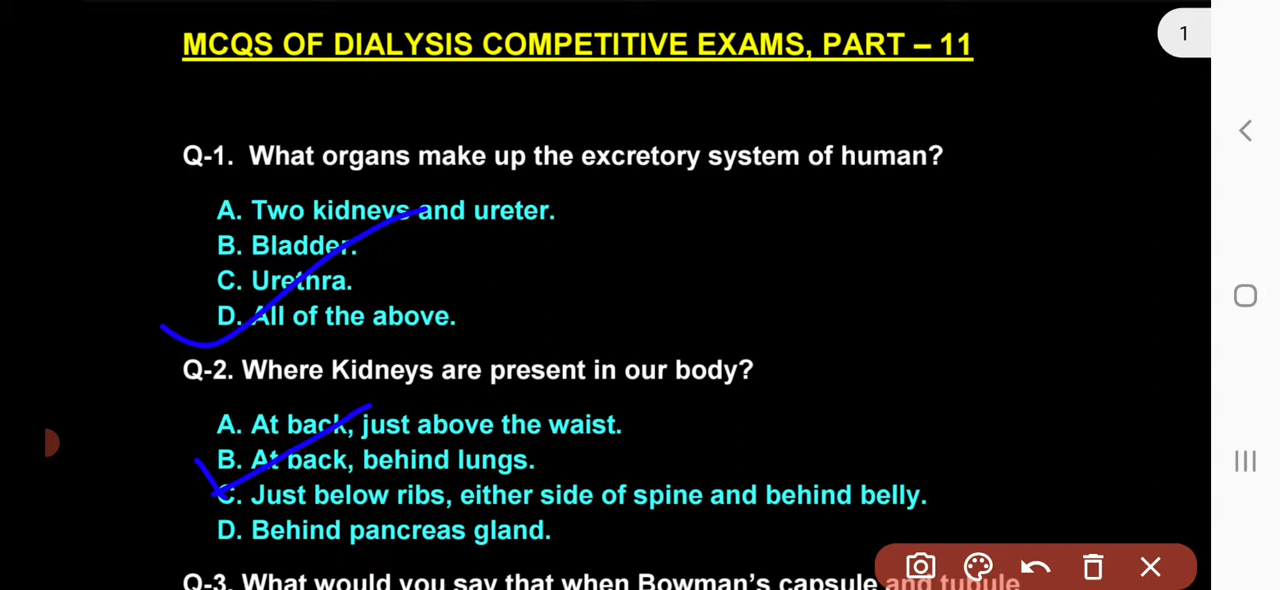 MCQS OF DIALYSIS COMPETITIVE EXAMS, PART – 11
1
Q-1. What organs make up the excretory system of human?
A. Two kidneys and ureter.
B. Bladder.
C. Urethra.
D. All of the above.
Q-2. Where Kidneys are present in our body?
A. At back, just above the waist.
B. At back, behind lungs.
C. Just below ribs, either side of spine and behind belly.
D. Behind pancreas gland.
Q-3. What would you say that when Bowman's capsule and tubule